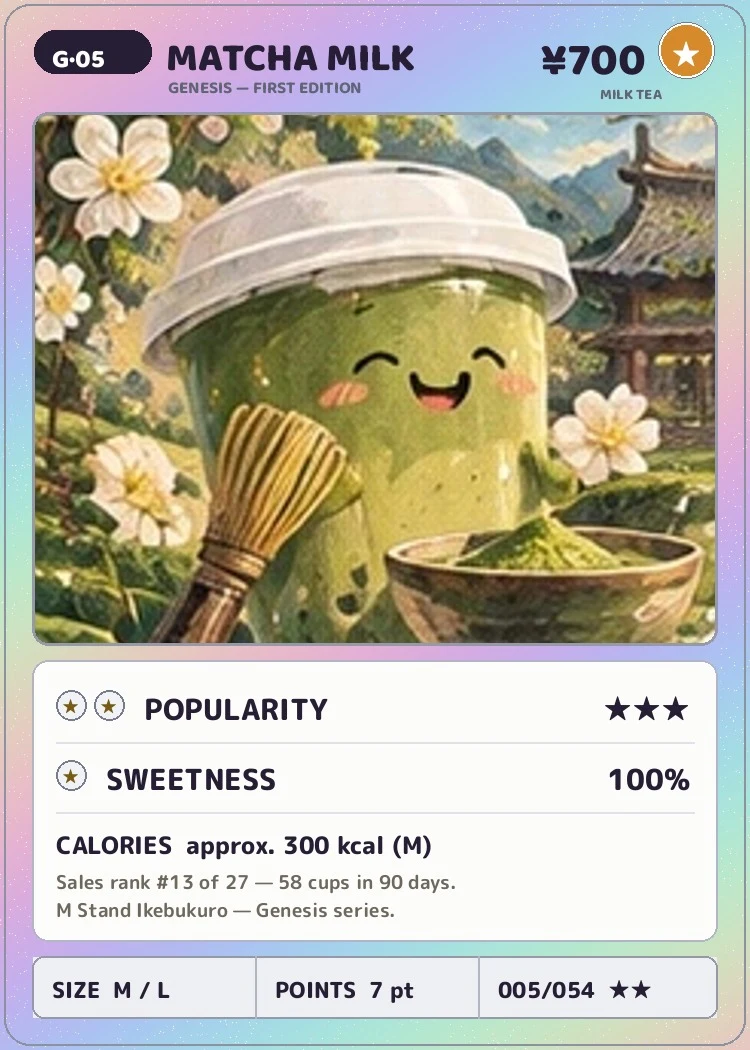 G·05 MATCHA MILK ¥700 ★
GENESIS — FIRST EDITION
MILK TEA
★ ★ POPULARITY ★★★
★ SWEETNESS 100%
CALORIES approx. 300 kcal (M)
Sales rank #13 of 27 — 58 cups in 90 days.
M Stand Ikebukuro — Genesis series.
SIZE M / L POINTS 7 pt 005/054 ★★